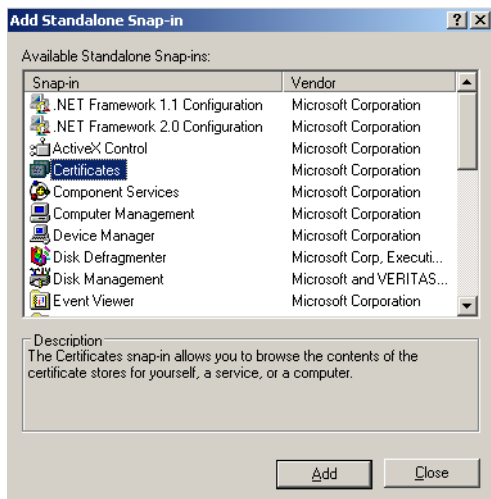 Add Standalone Snap-in
Available Standalone Snap-ins:
Snap-in Vendor
.NET Framework 1.1 Configuration Microsoft Corporation
.NET Framework 2.0 Configuration Microsoft Corporation
ActiveX Control Microsoft Corporation
Certificates Microsoft Corporation
Component Services Microsoft Corporation
Computer Management Microsoft Corporation
Device Manager Microsoft Corporation
Disk Defragmenter Microsoft Corp, Executi...
Disk Management Microsoft and VERITAS...
Event Viewer Microsoft Corporation
Description
The Certificates snap-in allows you to browse the contents of the
certificate stores for yourself, a service, or a computer.
Add Close